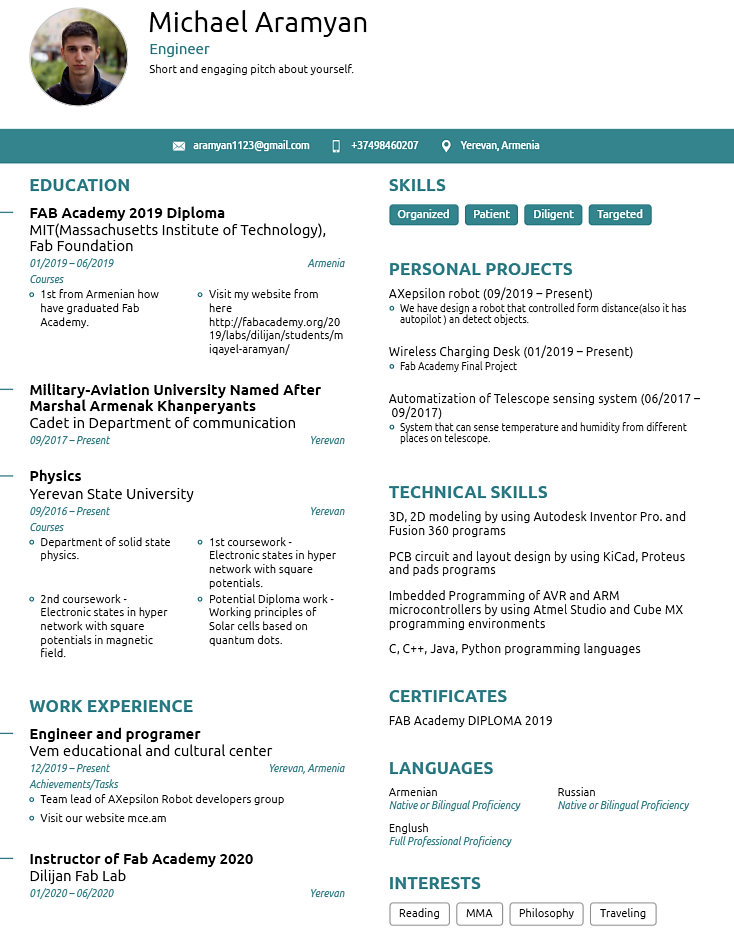 Michael Aramyan
Engineer
Short and engaging pitch about yourself.
aramyan1123@gmail.com
+37498460207
Yerevan, Armenia
EDUCATION
FAB Academy 2019 Diploma
MIT(Massachusetts Institute of Technology),
Fab Foundation
01/2019 – 06/2019
Armenia
Courses
1st from Armenian how
have graduated Fab
Academy.
Visit my website from
here
http://fabacademy.org/20
19/labs/dilijan/students/m
iqayel-aramyan/
Military-Aviation University Named After
Marshal Armenak Khanperyants
Cadet in Department of communication
09/2017 – Present
Yerevan
Physics
Yerevan State University
09/2016 – Present
Yerevan
Courses
Department of solid state
physics.
1st coursework -
Electronic states in hyper
network with square
potentials.
2nd coursework -
Electronic states in hyper
network with square
potentials in magnetic
field.
Potential Diploma work -
Working principles of
Solar cells based on
quantum dots.
WORK EXPERIENCE
Engineer and programer
Vem educational and cultural center
12/2019 – Present
Yerevan, Armenia
Achievements/Tasks
Team lead of AXepsilon Robot developers group
Visit our website mce.am
Instructor of Fab Academy 2020
Dilijan Fab Lab
01/2020 – 06/2020
Yerevan
SKILLS
Organized
Patient
Diligent
Targeted
PERSONAL PROJECTS
AXepsilon robot (09/2019 – Present)
We have design a robot that controlled form distance(also it has
autopilot ) an detect objects.
Wireless Charging Desk (01/2019 – Present)
Fab Academy Final Project
Automatization of Telescope sensing system (06/2017 –
09/2017)
System that can sense temperature and humidity from different
places on telescope.
TECHNICAL SKILLS
3D, 2D modeling by using Autodesk Inventor Pro. and
Fusion 360 programs
PCB circuit and layout design by using KiCad, Proteus
and pads programs
Imbedded Programing of AVR and ARM
microcontrollers by using Atmel Studio and Cube MX
programming environments
C, C++, Java, Python programming languages
CERTIFICATES
FAB Academy DIPLOMA 2019
LANGUAGES
Armenian
Native or Bilingual Proficiency
Russian
Native or Bilingual Proficiency
Englush
Full Professional Proficiency
INTERESTS
Reading
MMA
Philosophy
Traveling